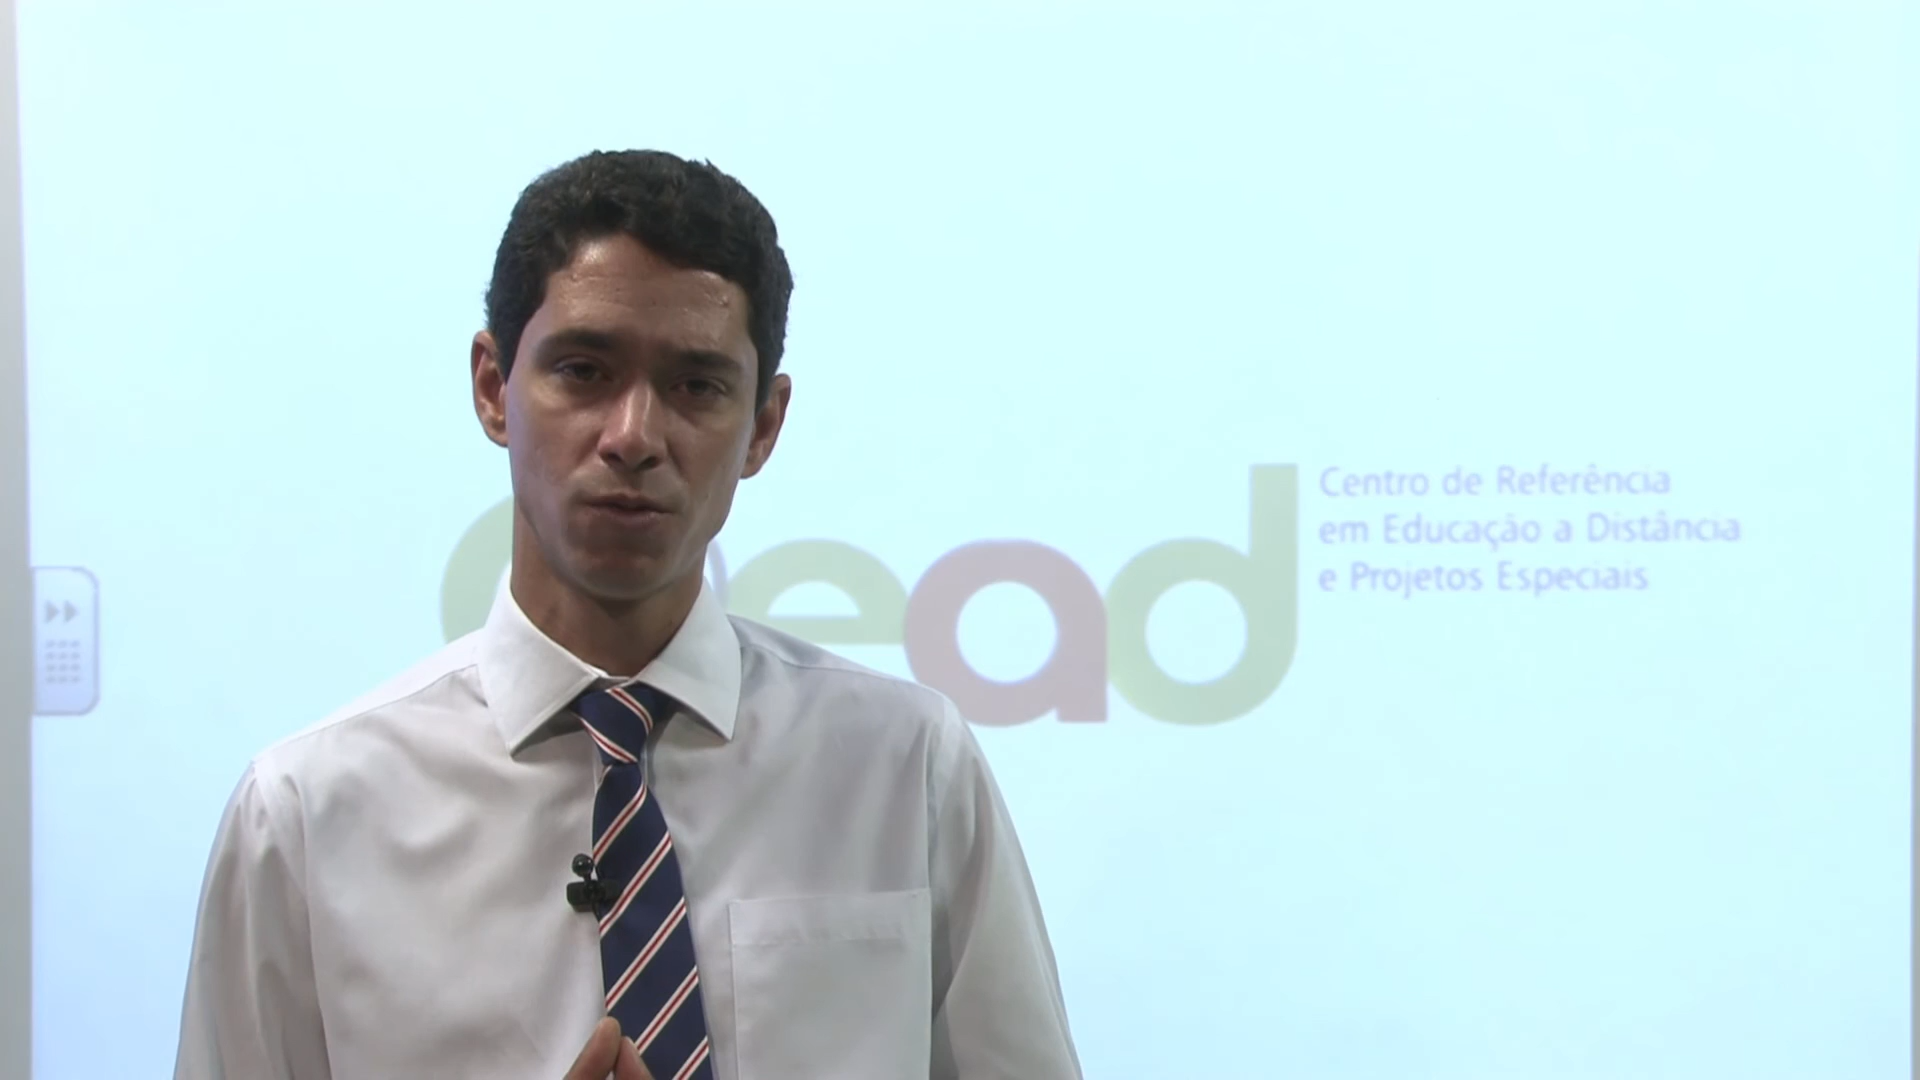 ead
Centro de Referência
em Educação a Distância
e Projetos Especiais